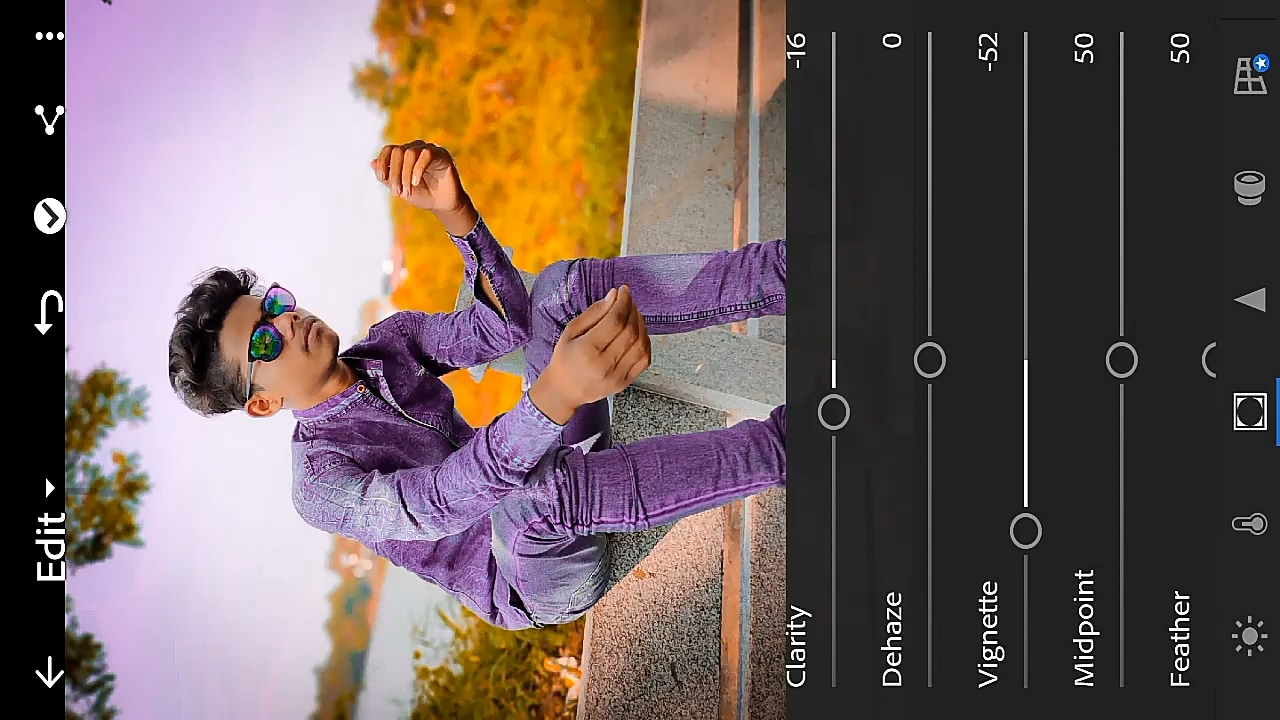 Edit
Clarity -16
Dehaze 0
Vignette -52
Midpoint 50
Feather 50